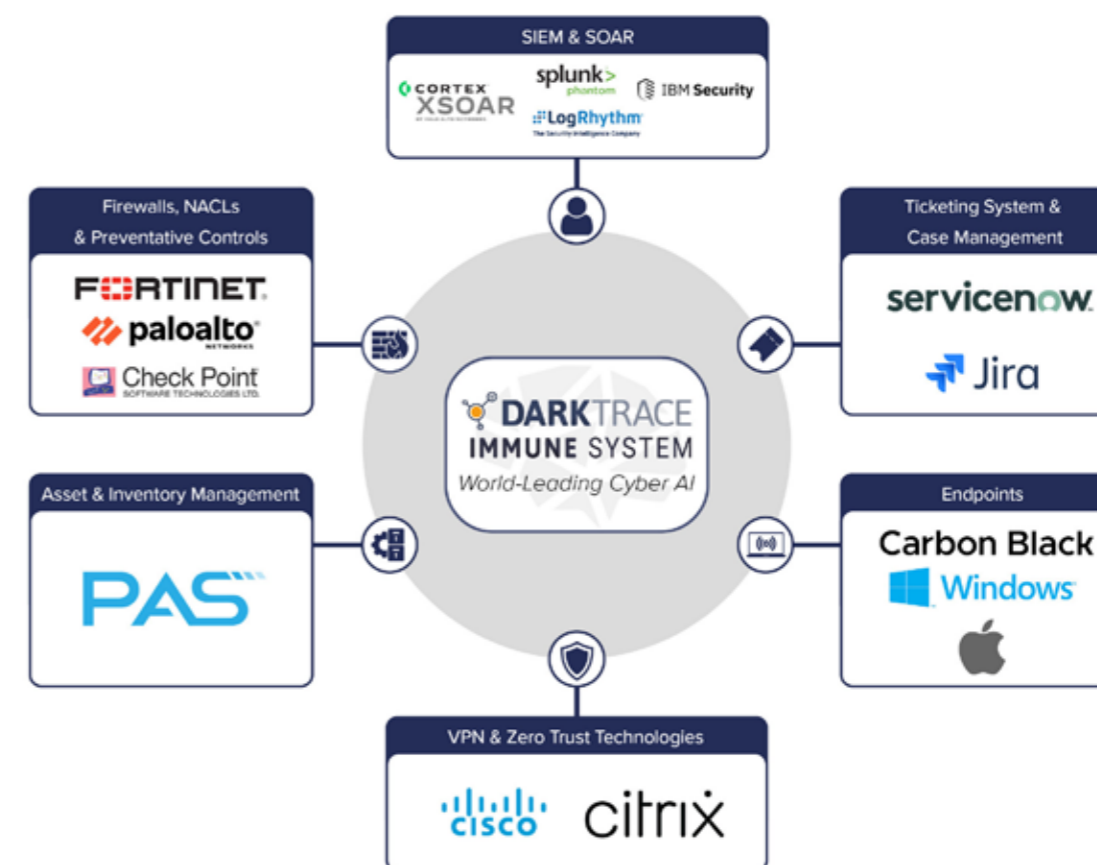 SIEM & SOAR
CORTEX
XSOAR
splunk>
phantom
IBM Security
LogRhythm
The Security Intelligence Company
Firewalls, NACLs
& Preventative Controls
FORTINET
paloalto
NETWORKS
Check Point
SOFTWARE TECHNOLOGIES LTD.
Ticketing System &
Case Management
servicenow
Jira
DARKTRACE
IMMUNE SYSTEM
World-Leading Cyber AI
Asset & Inventory Management
PAS
Endpoints
Carbon Black
Windows
VPN & Zero Trust Technologies
cisco
citrix